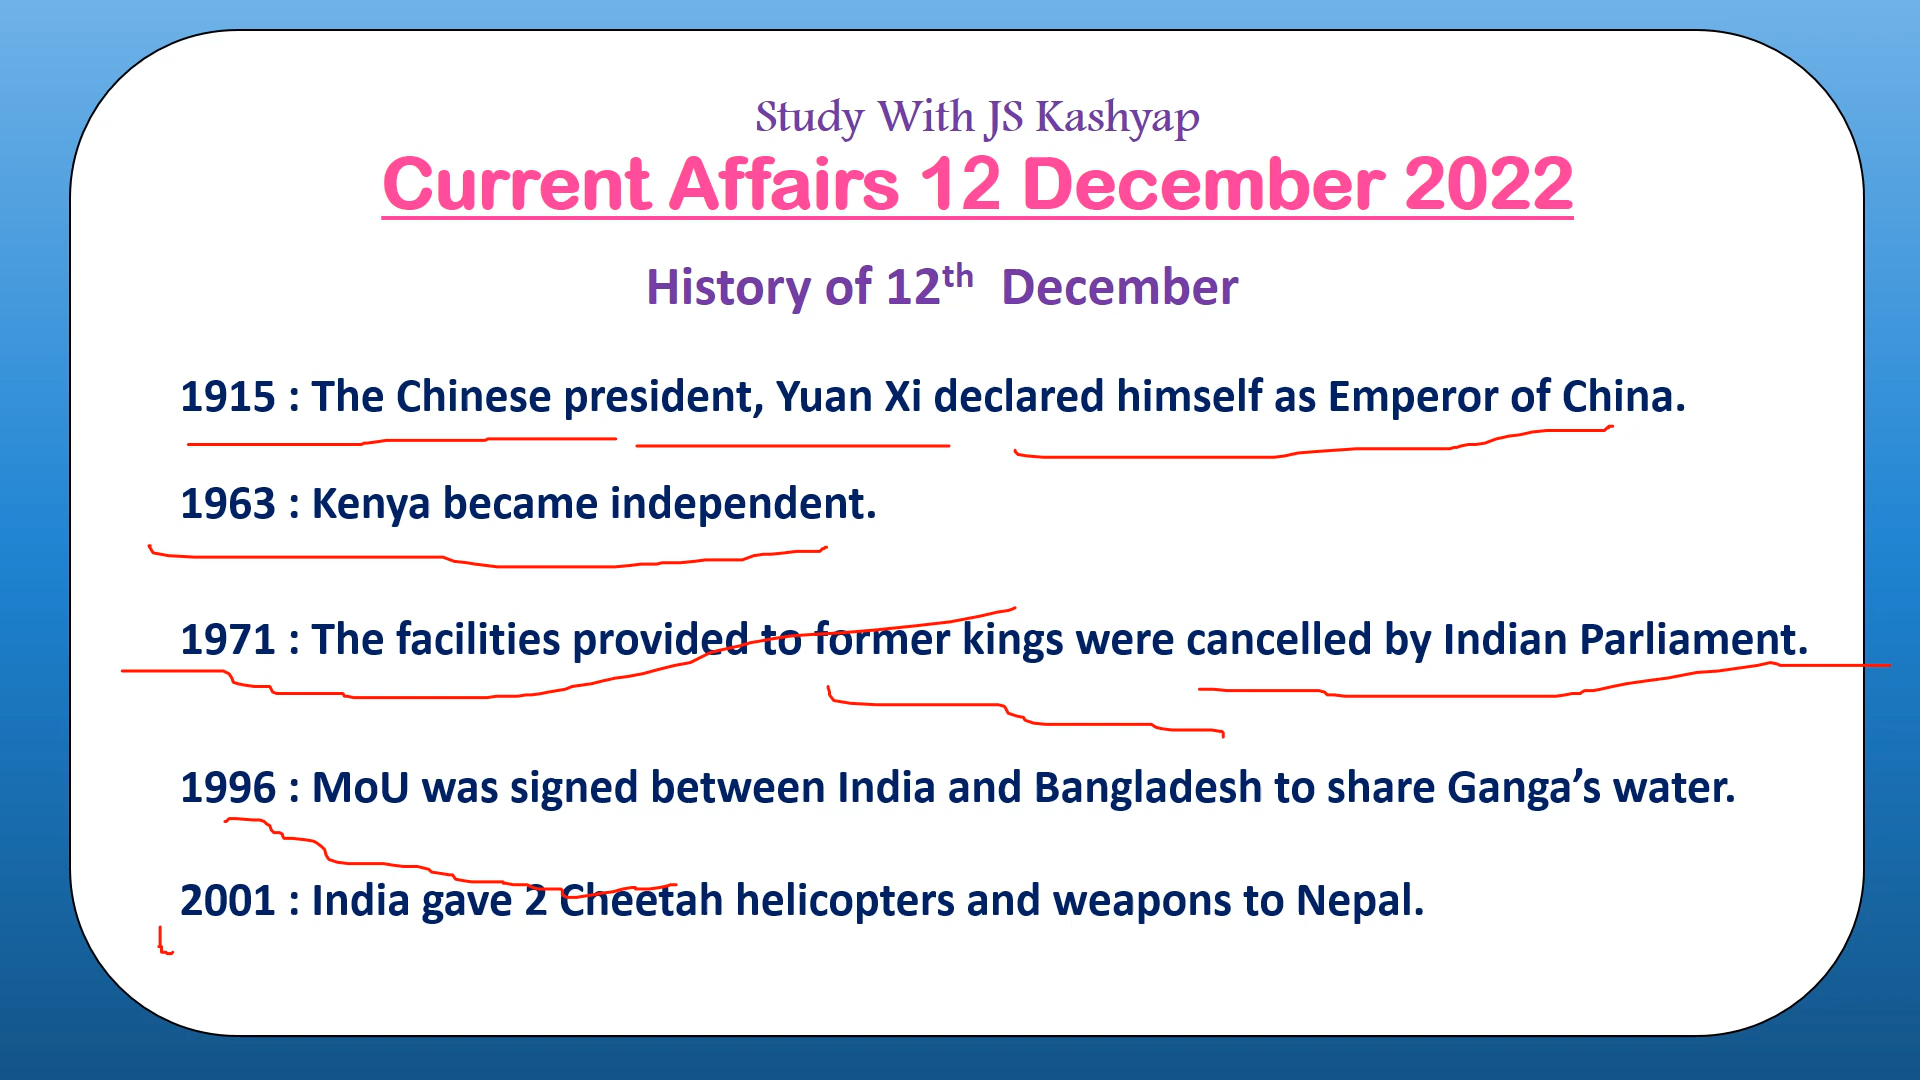 Study With JS Kashyap
Current Affairs 12 December 2022
History of 12th December
1915 : The Chinese president, Yuan Xi declared himself as Emperor of China.
1963 : Kenya became independent.
1971 : The facilities provided to former kings were cancelled by Indian Parliament.
1996 : MoU was signed between India and Bangladesh to share Ganga’s water.
2001 : India gave 2 Cheetah helicopters and weapons to Nepal.